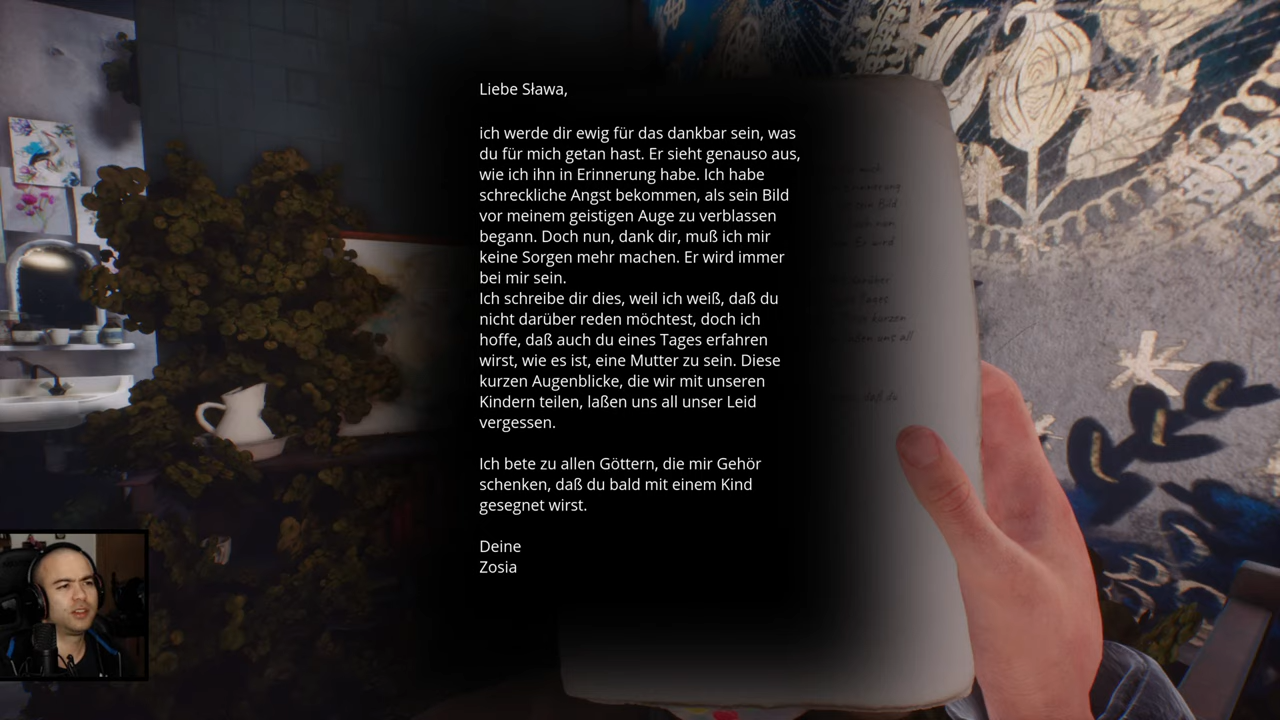 Liebe Sława,
ich werde dir ewig für das dankbar sein, was
du für mich getan hast. Er sieht genauso aus,
wie ich ihn in Erinnerung habe. Ich habe
schreckliche Angst bekommen, als sein Bild
vor meinem geistigen Auge zu verblassen
begann. Doch nun, dank dir, muß ich mir
keine Sorgen mehr machen. Er wird immer
bei mir sein.
Ich schreibe dir dies, weil ich weiß, daß du
nicht darüber reden möchtest, doch ich
hoffe, daß auch du eines Tages erfahren
wirst, wie es ist, eine Mutter zu sein. Diese
kurzen Augenblicke, die wir mit unseren
Kindern teilen, laßen uns all unser Leid
vergessen.
Ich bete zu allen Göttern, die mir Gehör
schenken, daß du bald mit einem Kind
gesegnet wirst.
Deine
Zosia